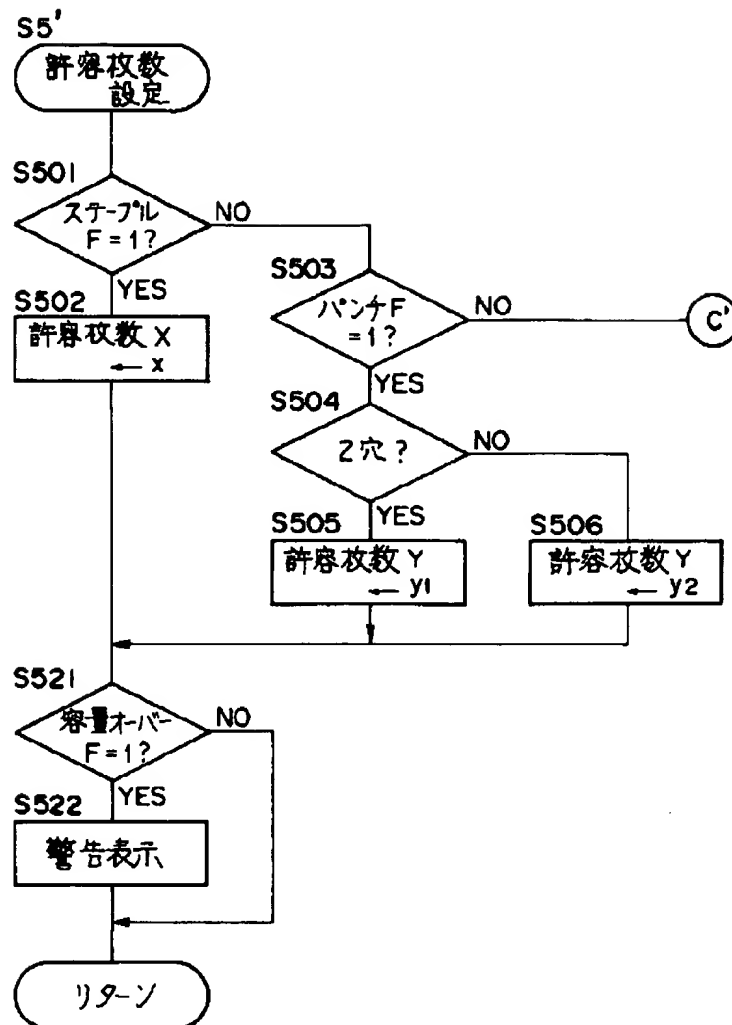 S5'
許容枚数
設定
S501
ステープル
F=1?
NO
YES
S502
許容枚数 X
← x
S503
パンチF
=1?
NO
C'
YES
S504
2穴?
NO
YES
S505
許容枚数 Y
← y1
S506
許容枚数 Y
← y2
S521
容量オーバー
F=1?
NO
YES
S522
警告表示
リターン